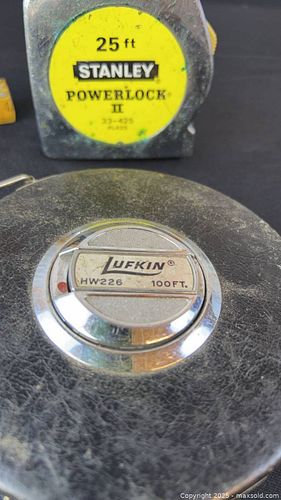 25 ft
STANLEY
POWERLOCK
II
33-425
LUFKIN®
HW226 100FT.
Copyright © 2025 - maxsold.com